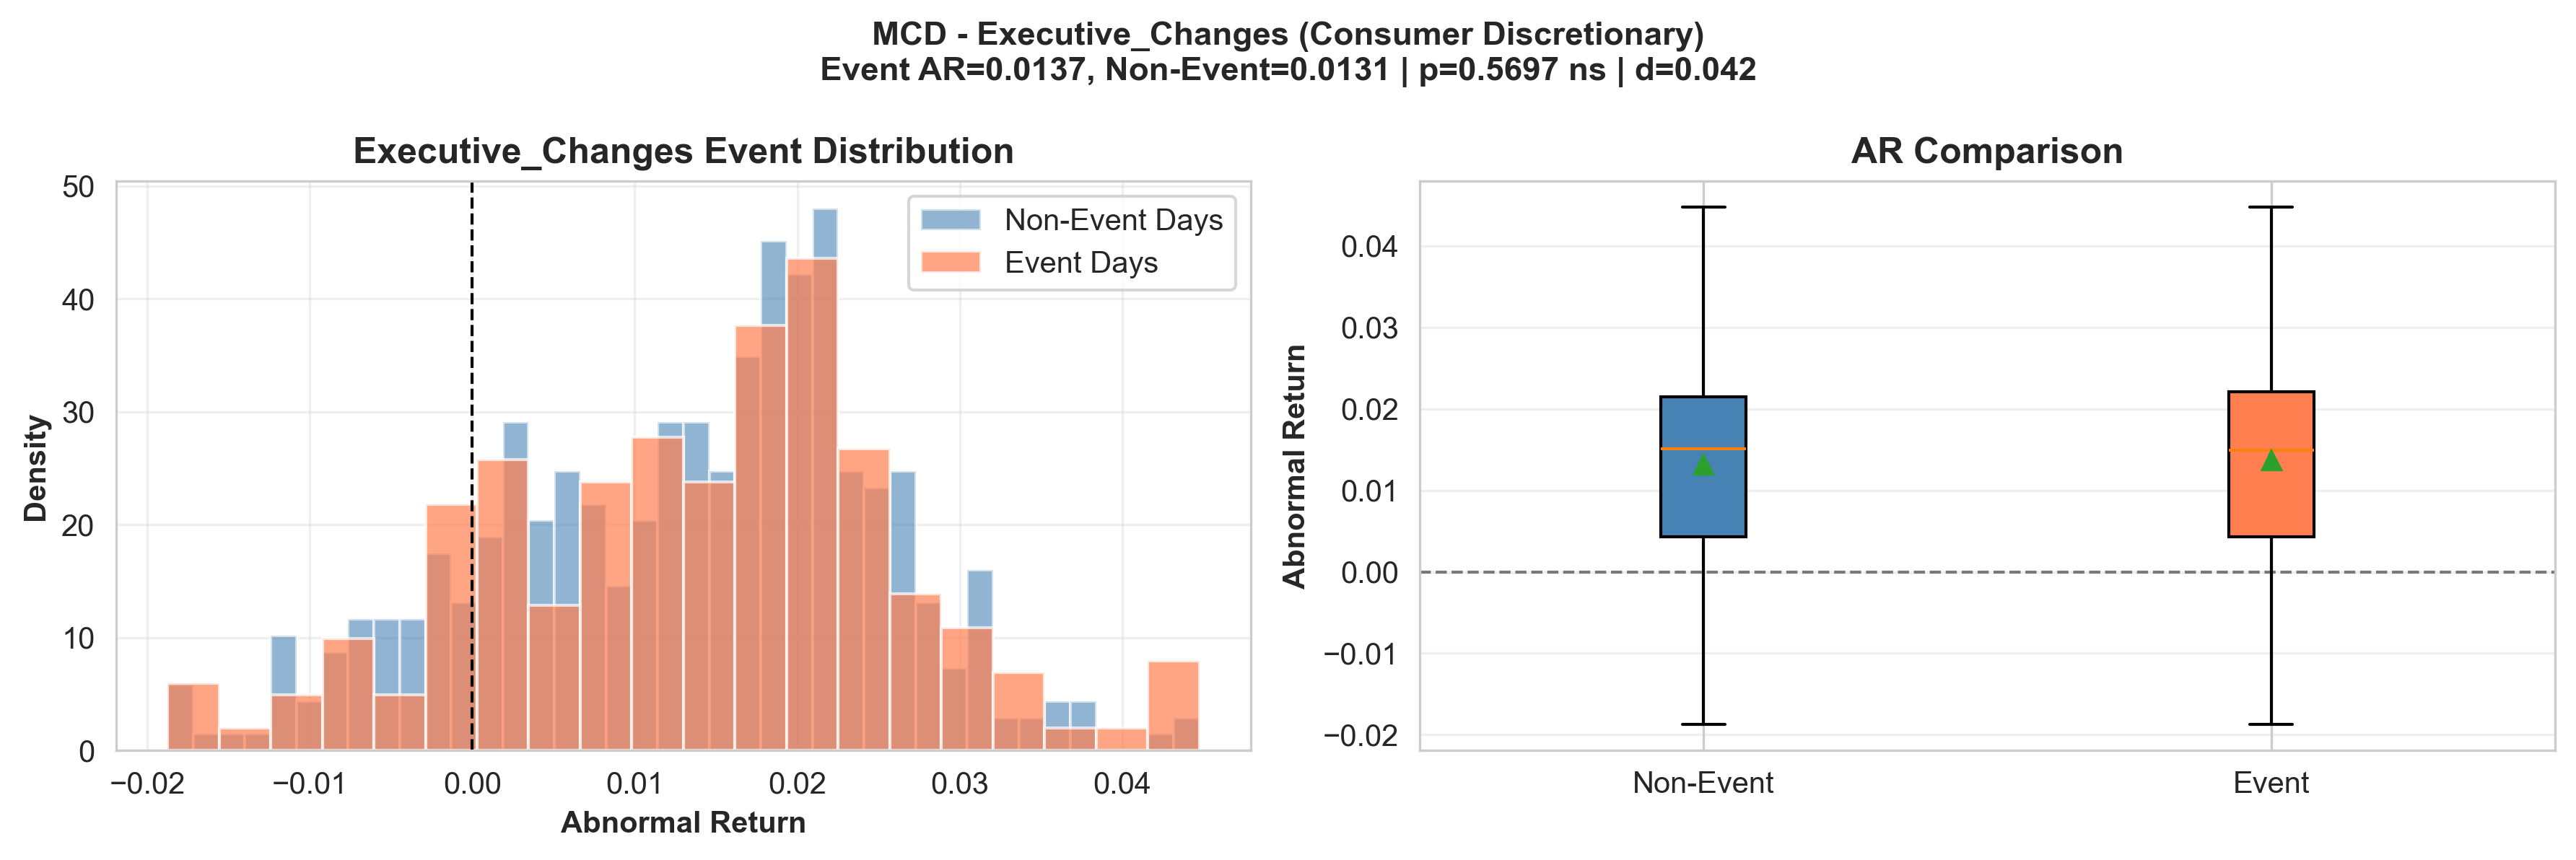 MCD - Executive_Changes (Consumer Discretionary)
Event AR=0.0137, Non-Event=0.0131 | p=0.5697 ns | d=0.042
Executive_Changes Event Distribution
50
40
30
20
10
0
Density
Non-Event Days
Event Days
−0.02 −0.01 0.00 0.01 0.02 0.03 0.04
Abnormal Return
AR Comparison
0.04
0.03
0.02
0.01
0.00
−0.01
−0.02
Abnormal Return
Non-Event Event